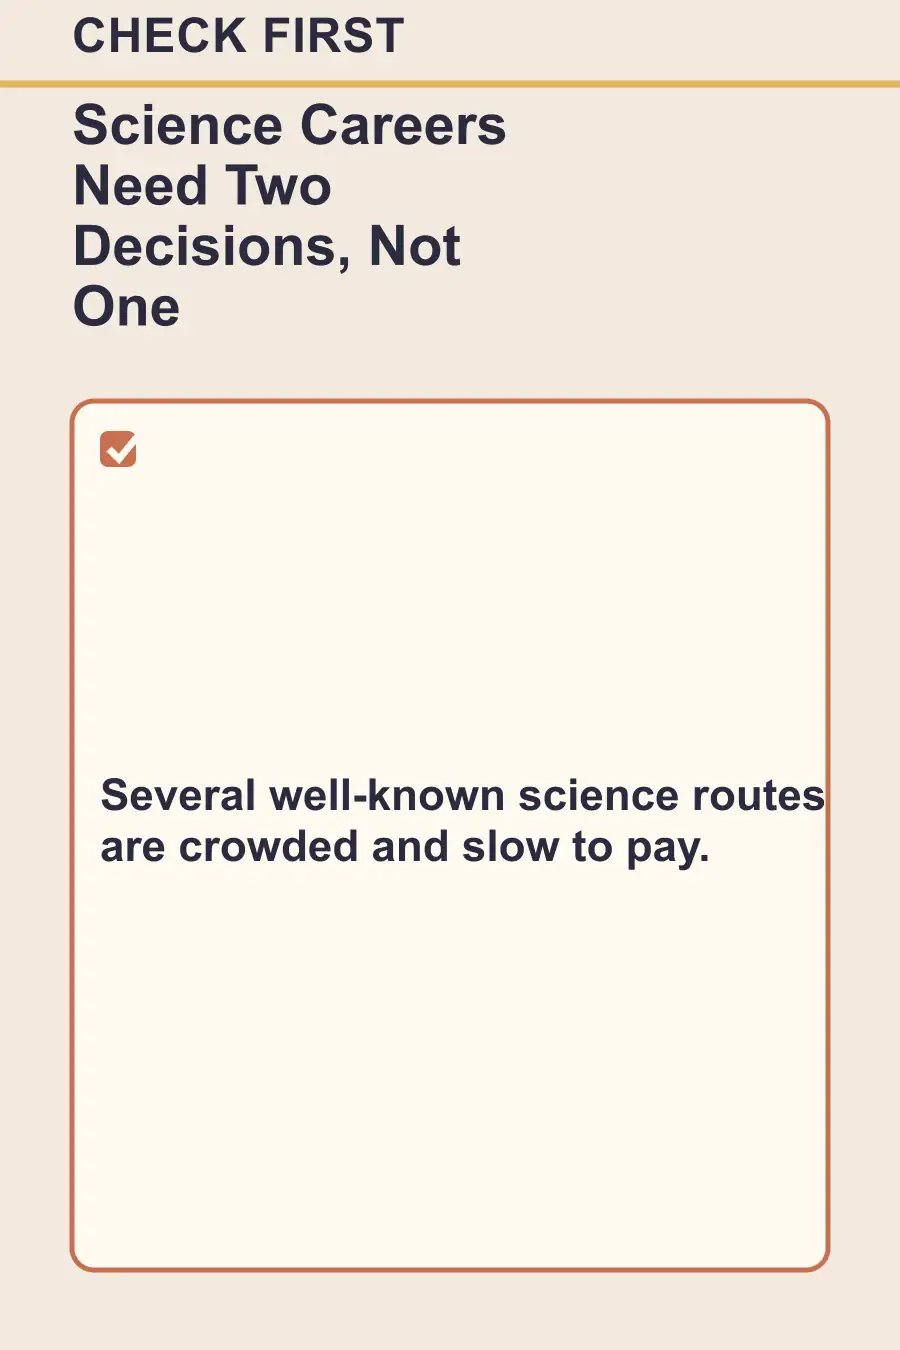 CHECK FIRST
Science Careers
Need Two
Decisions, Not
One
Several well-known science routes
are crowded and slow to pay.